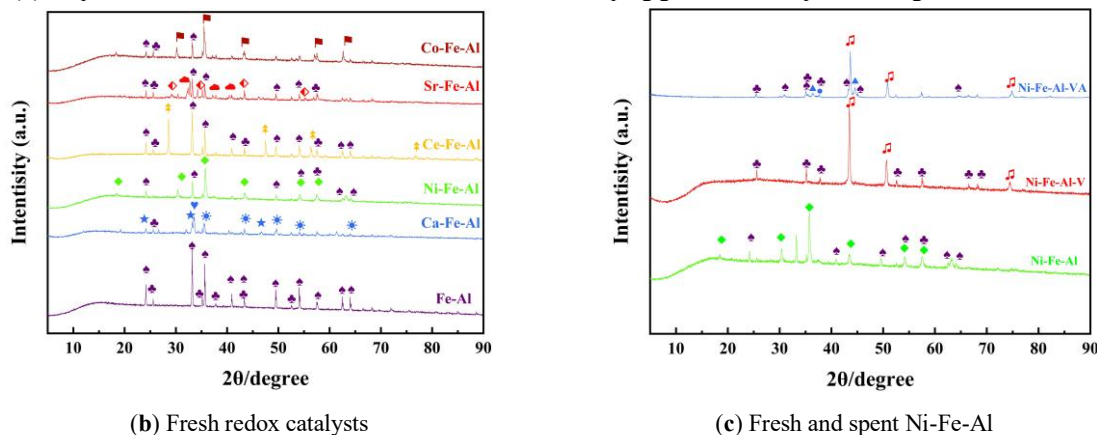 Co-Fe-Al
Sr-Fe-Al
Ce-Fe-Al
Ni-Fe-Al
Ca-Fe-Al
Fe-Al
Intentisity (a.u.)
10 20 30 40 50 60 70 80 90
2θ/degree
(b) Fresh redox catalysts
Ni-Fe-Al-VA
Ni-Fe-Al-V
Ni-Fe-Al
Intentisity (a.u.)
10 20 30 40 50 60 70 80 90
2θ/degree
(c) Fresh and spent Ni-Fe-Al